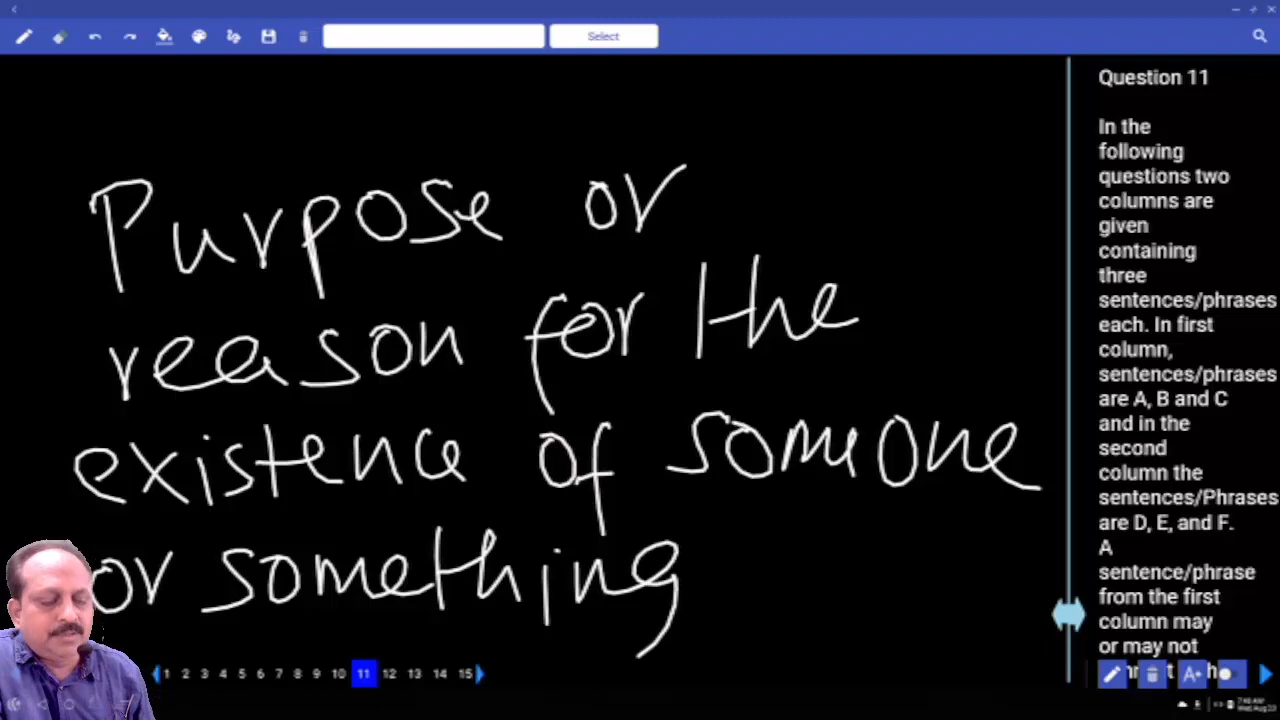 Select
Purpose or
reason for the
existence of someone
or something
1 2 3 4 5 6 7 8 9 10 11 12 13 14 15
Question 11
In the
following
questions two
columns are
given
containing
three
sentences/phrases
each. In first
column,
sentences/phrases
are A, B and C
and in the
second
column the
sentences/Phrases
are D, E, and F.
A
sentence/phrase
from the first
column may
or may not
A+